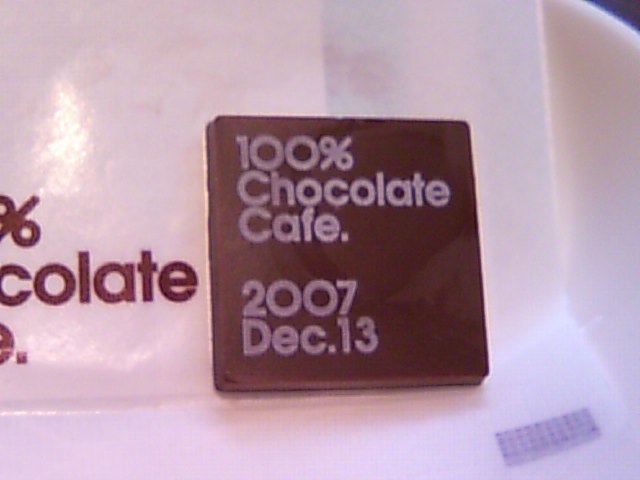 100%
Chocolate
Cafe.
2007
Dec.13
%
colate
e.